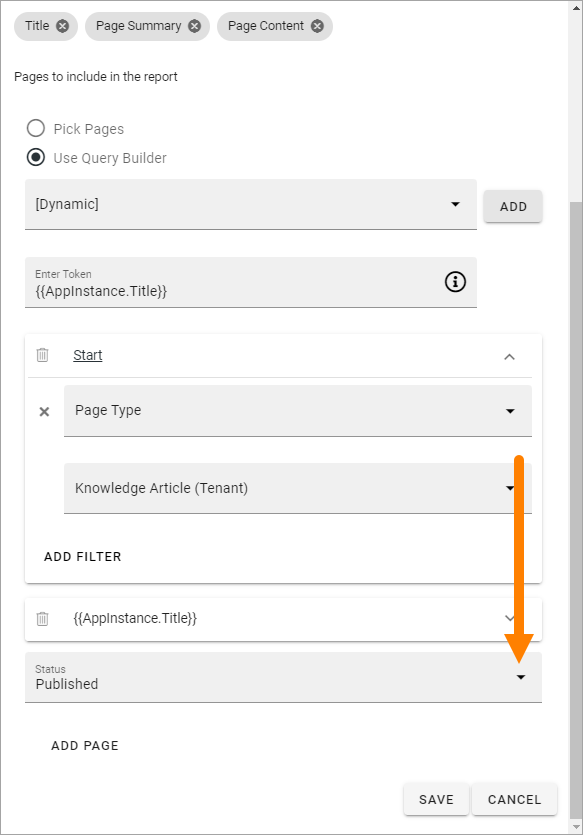 Title
Page Summary
Page Content
Pages to include in the report
Pick Pages
Use Query Builder
[Dynamic]
ADD
Enter Token
{{AppInstance.Title}}
Start
Page Type
Knowledge Article (Tenant)
ADD FILTER
{{AppInstance.Title}}
Status
Published
ADD PAGE
SAVE
CANCEL